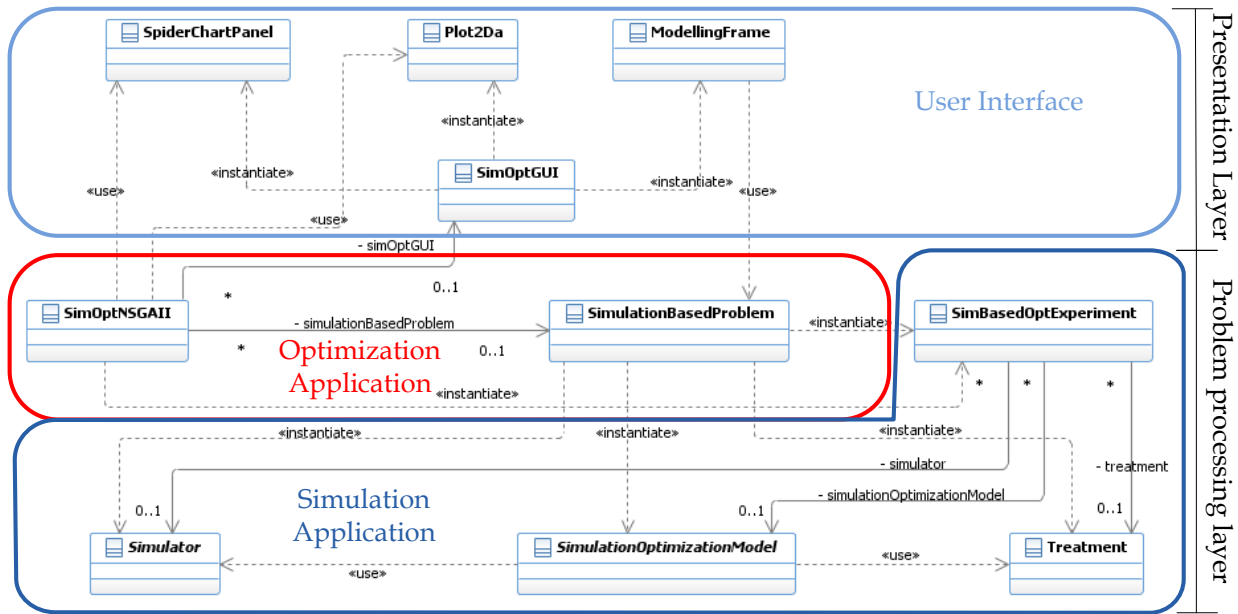 SpiderChartPanel
Plot2Da
ModellingFrame
Presentation Layer
User Interface
«instantiate»
«instantiate»
SimOptGUI
«instantiate»
«use»
«use»
«use»
- simOptGUI
0..1
*
SimOptNSGAII
- simulationBasedProblem
*
0..1
SimulationBasedProblem
«instantiate»
SimBasedOptExperiment
Optimization
Application
«instantiate»
*
*
*
Problem processing layer
«instantiate»
«instantiate»
«instantiate»
- simulator
- treatment
- simulationOptimizationModel
Simulation
Application
0..1
0..1
0..1
Simulator
SimulationOptimizationModel
Treatment
«use»
«use»